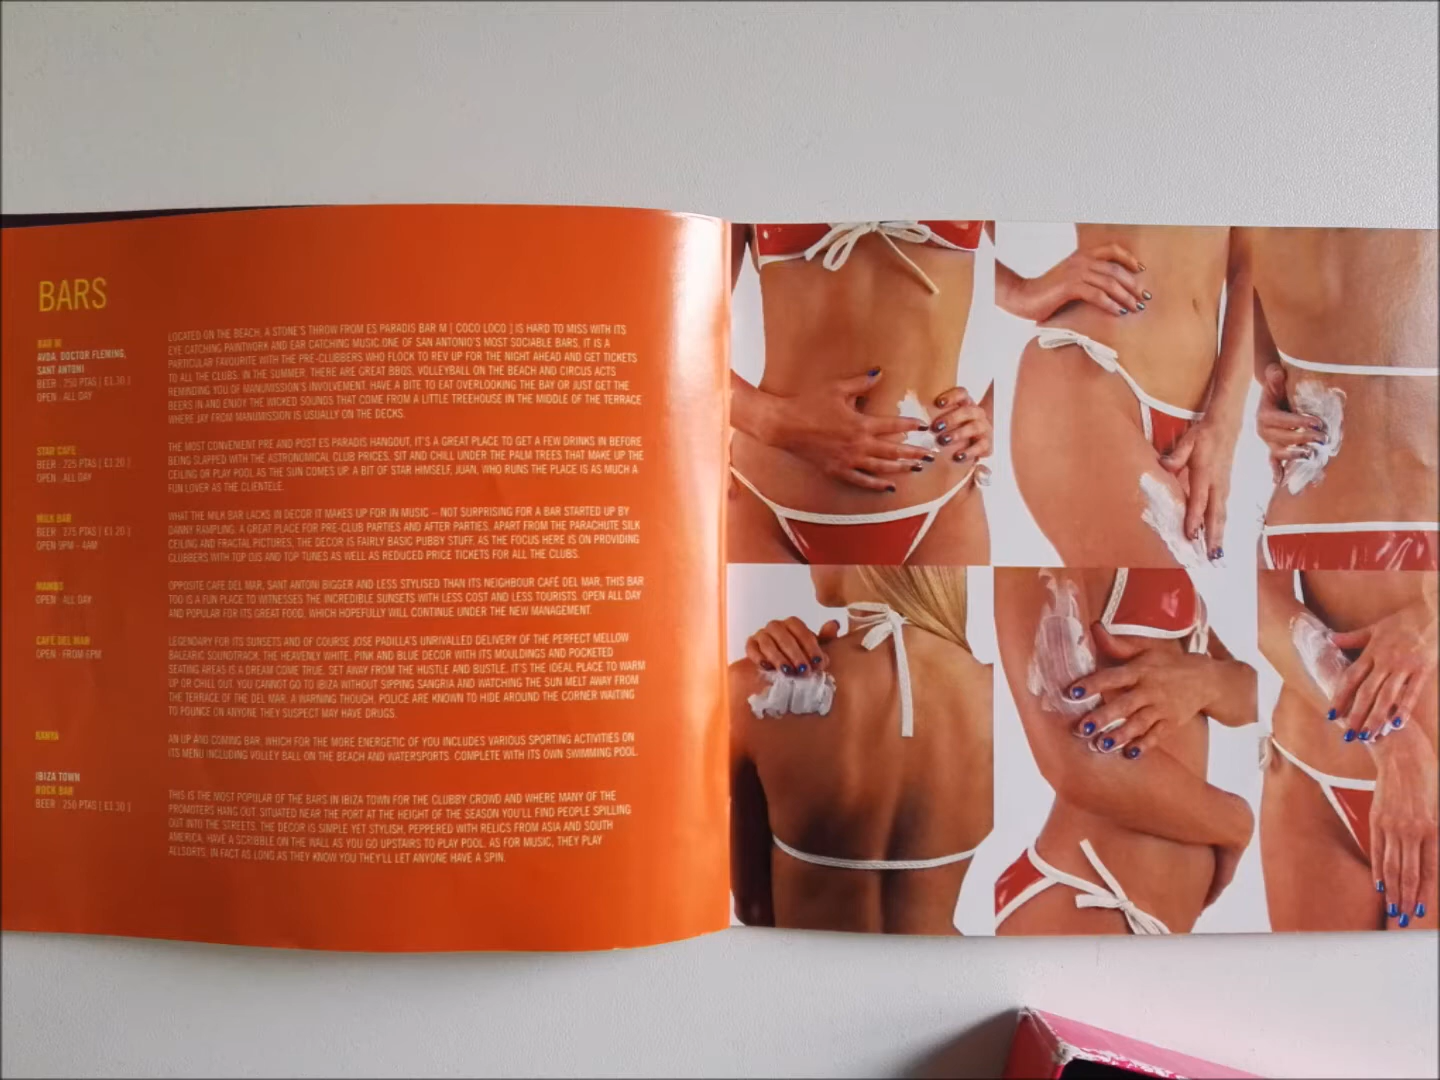 BARS
BAR M
AVDA. DOCTOR FLEMING,
SANT ANTONI
BEER : 250 PTAS [ £1.30 ]
OPEN : ALL DAY
LOCATED ON THE BEACH, A STONE'S THROW FROM ES PARADIS BAR M [ COCO LOCO ] IS HARD TO MISS WITH ITS
EYE CATCHING PAINTWORK AND EAR CATCHING MUSIC.ONE OF SAN ANTONIO'S MOST SOCIABLE BARS, IT IS A
PARTICULAR FAVOURITE WITH THE PRE-CLUBBERS WHO FLOCK TO REV UP FOR THE NIGHT AHEAD AND GET TICKETS
TO ALL THE CLUBS. IN THE SUMMER, THERE ARE GREAT BBQS, VOLLEYBALL ON THE BEACH AND CIRCUS ACTS
REMINDING YOU OF MANUMISSION'S INVOLVEMENT. HAVE A BITE TO EAT OVERLOOKING THE BAY OR JUST GET THE
BEERS IN AND ENJOY THE WICKED SOUNDS THAT COME FROM A LITTLE TREEHOUSE IN THE MIDDLE OF THE TERRACE
WHERE JAY FROM MANUMISSION IS USUALLY ON THE DECKS.
STAR CAFE
BEER : 225 PTAS [ £1.20 ]
OPEN : ALL DAY
THE MOST CONVENIENT PRE AND POST ES PARADIS HANGOUT, IT'S A GREAT PLACE TO GET A FEW DRINKS IN BEFORE
BEING SLAPPED WITH THE ASTRONOMICAL CLUB PRICES. SIT AND CHILL UNDER THE PALM TREES THAT MAKE UP THE
CEILING OR PLAY POOL AS THE SUN COMES UP. A BIT OF STAR HIMSELF, JUAN, WHO RUNS THE PLACE IS AS MUCH A
FUN LOVER AS THE CLIENTELE.
MILK BAR
BEER : 225 PTAS [ £1.20 ]
OPEN 9PM - 4AM
WHAT THE MILK BAR LACKS IN DECOR IT MAKES UP FOR IN MUSIC – NOT SURPRISING FOR A BAR STARTED UP BY
DANNY RAMPLING. A GREAT PLACE FOR PRE-CLUB PARTIES AND AFTER PARTIES. APART FROM THE PARACHUTE SILK
CEILING AND FRACTAL PICTURES, THE DECOR IS FAIRLY BASIC PUBBY STUFF, AS THE FOCUS HERE IS ON PROVIDING
CLUBBERS WITH TOP DJS AND TOP TUNES AS WELL AS REDUCED PRICE TICKETS FOR ALL THE CLUBS.
MAMBO
OPEN : ALL DAY
OPPOSITE CAFE DEL MAR, SANT ANTONI BIGGER AND LESS STYLISED THAN ITS NEIGHBOUR CAFÉ DEL MAR, THIS BAR
TOO IS A FUN PLACE TO WITNESSES THE INCREDIBLE SUNSETS WITH LESS COST AND LESS TOURISTS. OPEN ALL DAY
AND POPULAR FOR ITS GREAT FOOD, WHICH HOPEFULLY WILL CONTINUE UNDER THE NEW MANAGEMENT.
CAFE DEL MAR
OPEN : FROM 6PM
LEGENDARY FOR ITS SUNSETS AND OF COURSE JOSE PADILLA'S UNRIVALLED DELIVERY OF THE PERFECT MELLOW
BALEARIC SOUNDTRACK. THE HEAVENLY WHITE, PINK AND BLUE DECOR WITH ITS MOULDINGS AND POCKETED
SEATING AREAS IS A DREAM COME TRUE. SET AWAY FROM THE HUSTLE AND BUSTLE, IT'S THE IDEAL PLACE TO WARM
UP OR CHILL OUT. YOU CANNOT GO TO IBIZA WITHOUT SIPPING SANGRIA AND WATCHING THE SUN MELT AWAY FROM
THE TERRACE OF THE DEL MAR. A WARNING THOUGH, POLICE ARE KNOWN TO HIDE AROUND THE CORNER WAITING
TO POUNCE ON ANYONE THEY SUSPECT MAY HAVE DRUGS.
KANYA
AN UP AND COMING BAR, WHICH FOR THE MORE ENERGETIC OF YOU INCLUDES VARIOUS SPORTING ACTIVITIES ON
ITS MENU INCLUDING VOLLEY BALL ON THE BEACH AND WATERSPORTS. COMPLETE WITH ITS OWN SWIMMING POOL.
IBIZA TOWN
ROCK BAR
BEER : 250 PTAS [ £1.30 ]
THIS IS THE MOST POPULAR OF THE BARS IN IBIZA TOWN FOR THE CLUBBY CROWD AND WHERE MANY OF THE
PROMOTERS HANG OUT. SITUATED NEAR THE PORT AT THE HEIGHT OF THE SEASON YOU'LL FIND PEOPLE SPILLING
OUT INTO THE STREETS. THE DECOR IS SIMPLE YET STYLISH, PEPPERED WITH RELICS FROM ASIA AND SOUTH
AMERICA. HAVE A SCRIBBLE ON THE WALL AS YOU GO UPSTAIRS TO PLAY POOL. AS FOR MUSIC, THEY PLAY
ALLSORTS; IN FACT AS LONG AS THEY KNOW YOU THEY'LL LET ANYONE HAVE A SPIN.